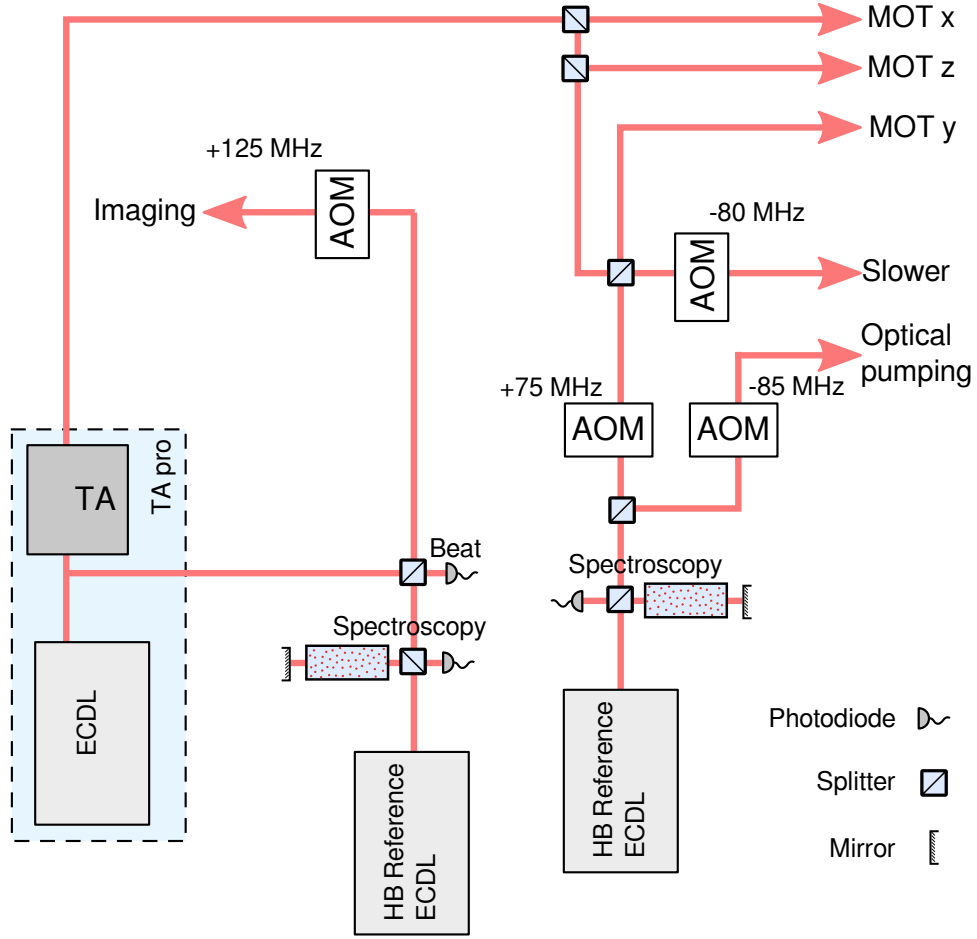 MOT x
MOT z
MOT y
+125 MHz
Imaging
AOM
-80 MHz
AOM
Slower
Optical
pumping
+75 MHz
-85 MHz
AOM
AOM
TA
TA pro
Beat
Spectroscopy
Spectroscopy
ECDL
HB Reference
ECDL
HB Reference
ECDL
Photodiode
Splitter
Mirror